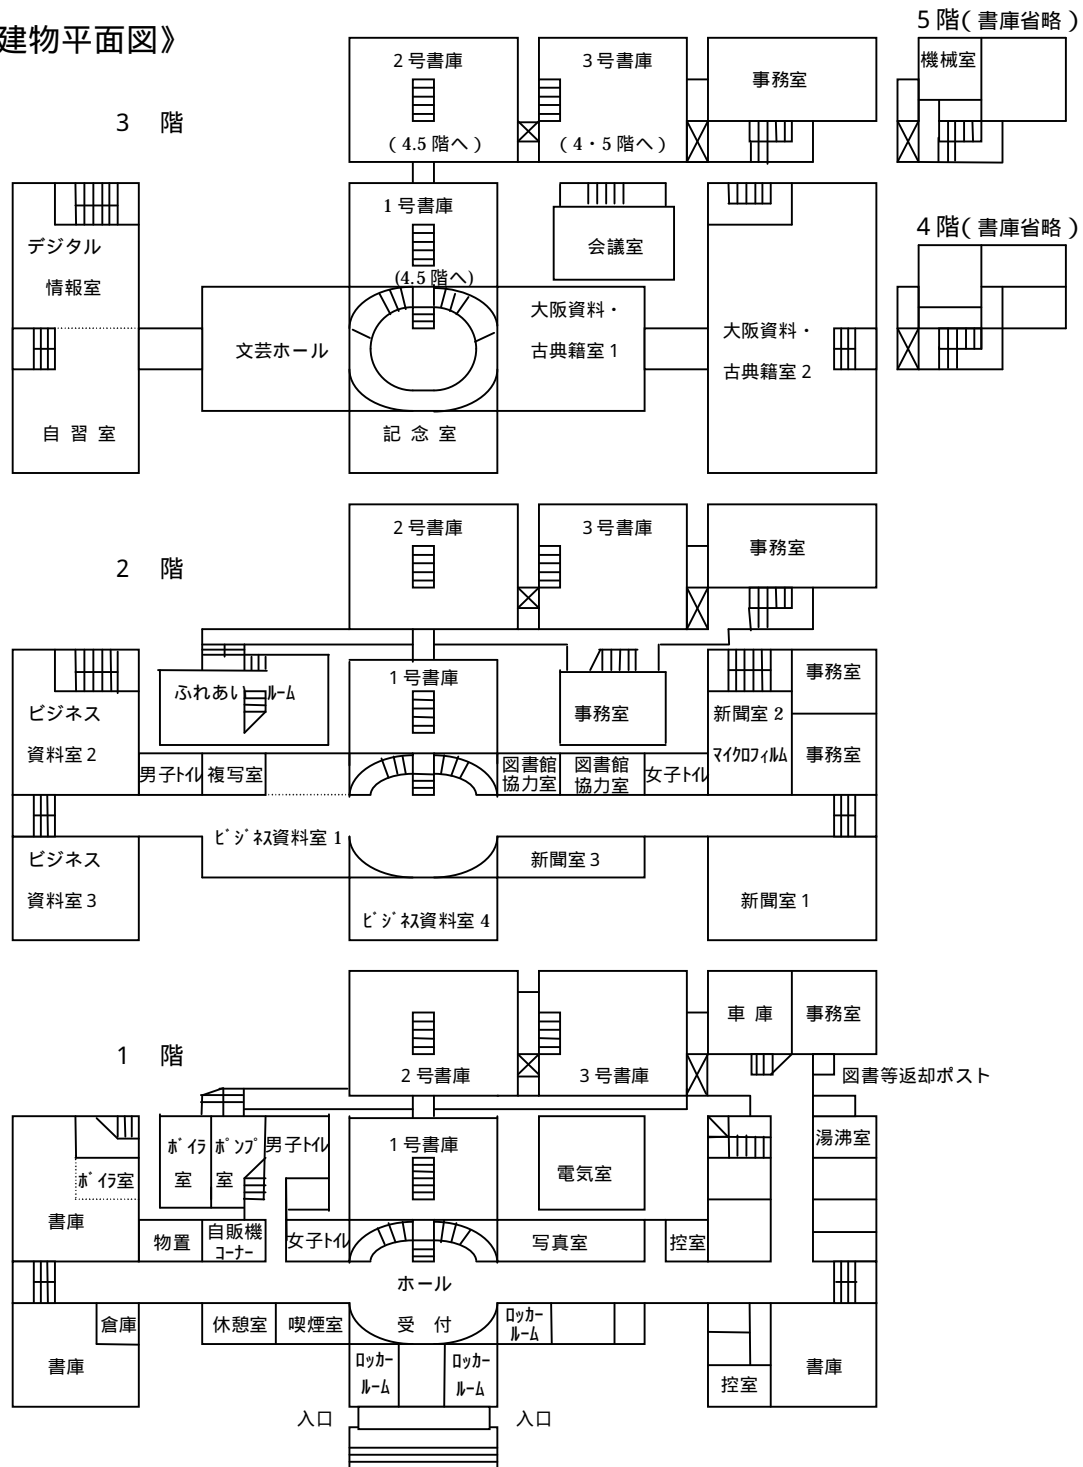 建物平面図》
5階(書庫省略)
機械室
4階(書庫省略)
3 階
2号書庫
(4.5階へ)
3号書庫
(4・5階へ)
事務室
デジタル
情報室
自 習 室
1号書庫
(4.5階へ)
文芸ホール
記 念 室
会議室
大阪資料・
古典籍室1
大阪資料・
古典籍室2
2 階
2号書庫
3号書庫
事務室
ビジネス
資料室2
ふれあいルーム
1号書庫
事務室
新聞室2
マイクロフィルム
事務室
事務室
男子トイレ
複写室
図書館
協力室
図書館
協力室
女子トイレ
ビジネス資料室1
ビジネス
資料室3
新聞室3
ビジネス資料室4
新聞室1
1 階
2号書庫
3号書庫
車 庫
事務室
図書等返却ポスト
ボイラ室
書庫
ボイラ
室
ポンプ
室
男子トイレ
1号書庫
電気室
湯沸室
物置
自販機
コーナー
女子トイレ
写真室
控室
ホール
受 付
倉庫
書庫
休憩室
喫煙室
ロッカー
ルーム
ロッカー
ルーム
ロッカー
ルーム
控室
書庫
入口
入口